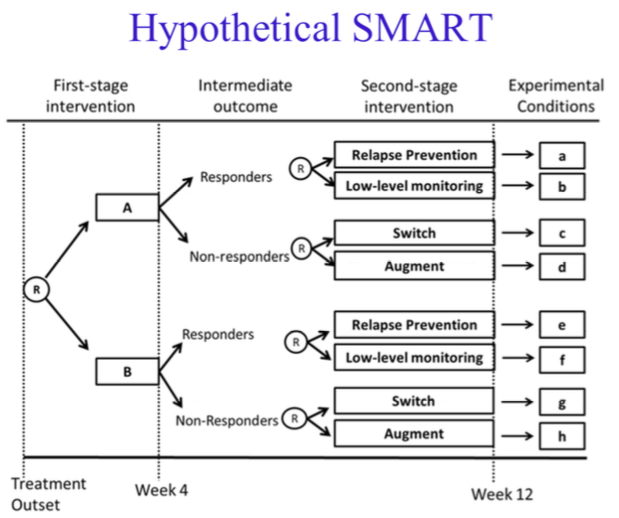 Hypothetical SMART
First-stage intervention
Intermediate outcome
Second-stage intervention
Experimental Conditions
R
A
Responders
R
Relapse Prevention
a
Low-level monitoring
b
Non-responders
R
Switch
c
Augment
d
B
Responders
R
Relapse Prevention
e
Low-level monitoring
f
Non-Responders
R
Switch
g
Augment
h
Treatment Outset
Week 4
Week 12